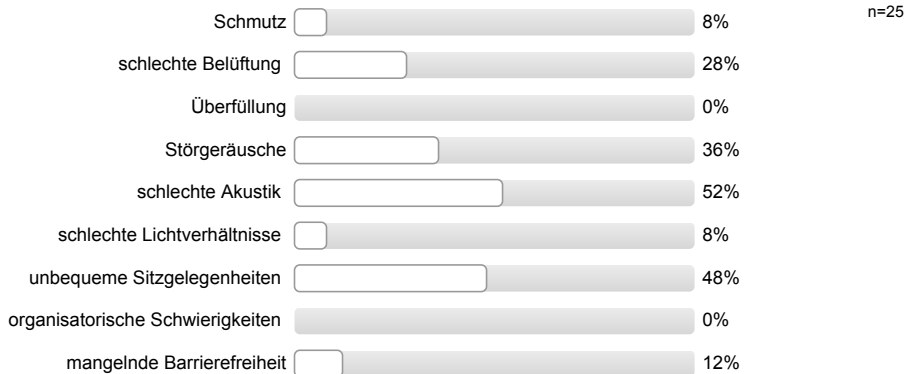 n=25
Schmutz 8%
schlechte Belüftung 28%
Überfüllung 0%
Störgeräusche 36%
schlechte Akustik 52%
schlechte Lichtverhältnisse 8%
unbequeme Sitzgelegenheiten 48%
organisatorische Schwierigkeiten 0%
mangelnde Barrierefreiheit 12%